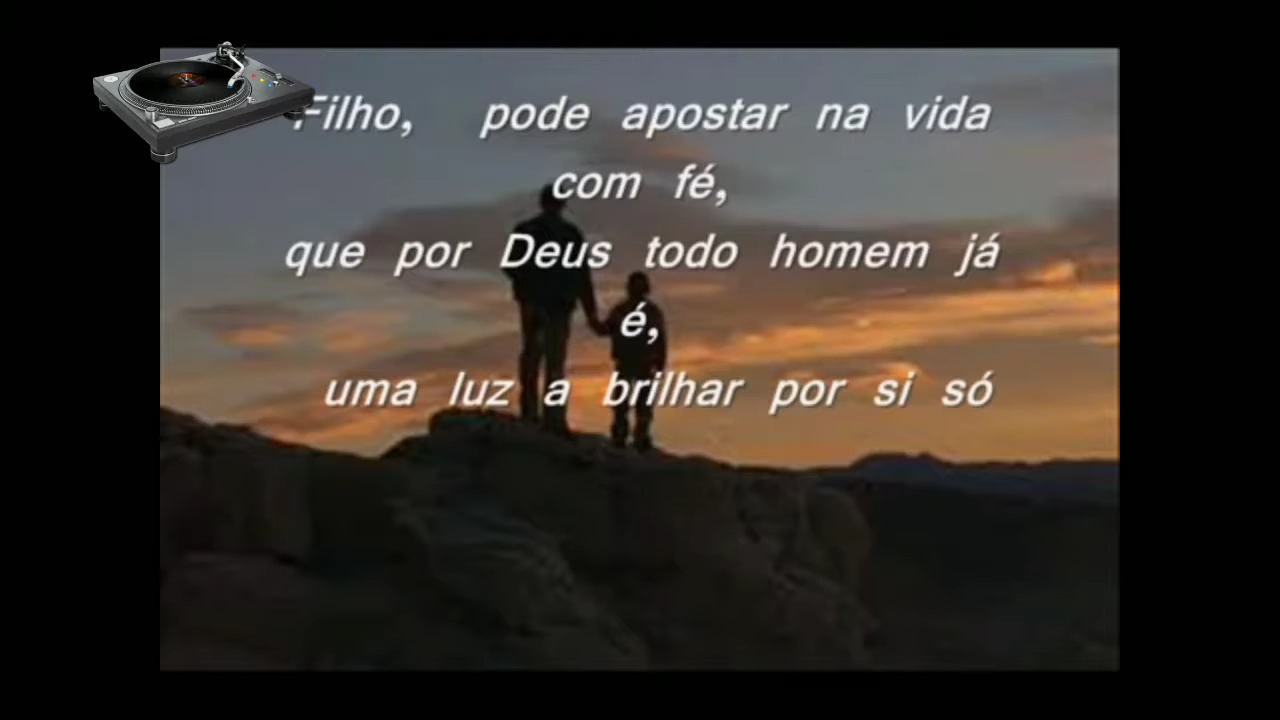 Filho, pode apostar na vida
com fé,
que por Deus todo homem já
é,
uma luz a brilhar por si só